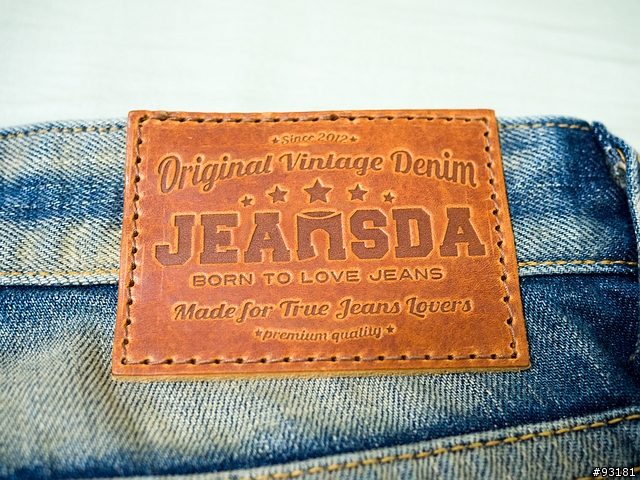 Since 2012
Original Vintage Denim
JEANSDA
BORN TO LOVE JEANS
Made for True Jeans Lovers
premium quality
#93181